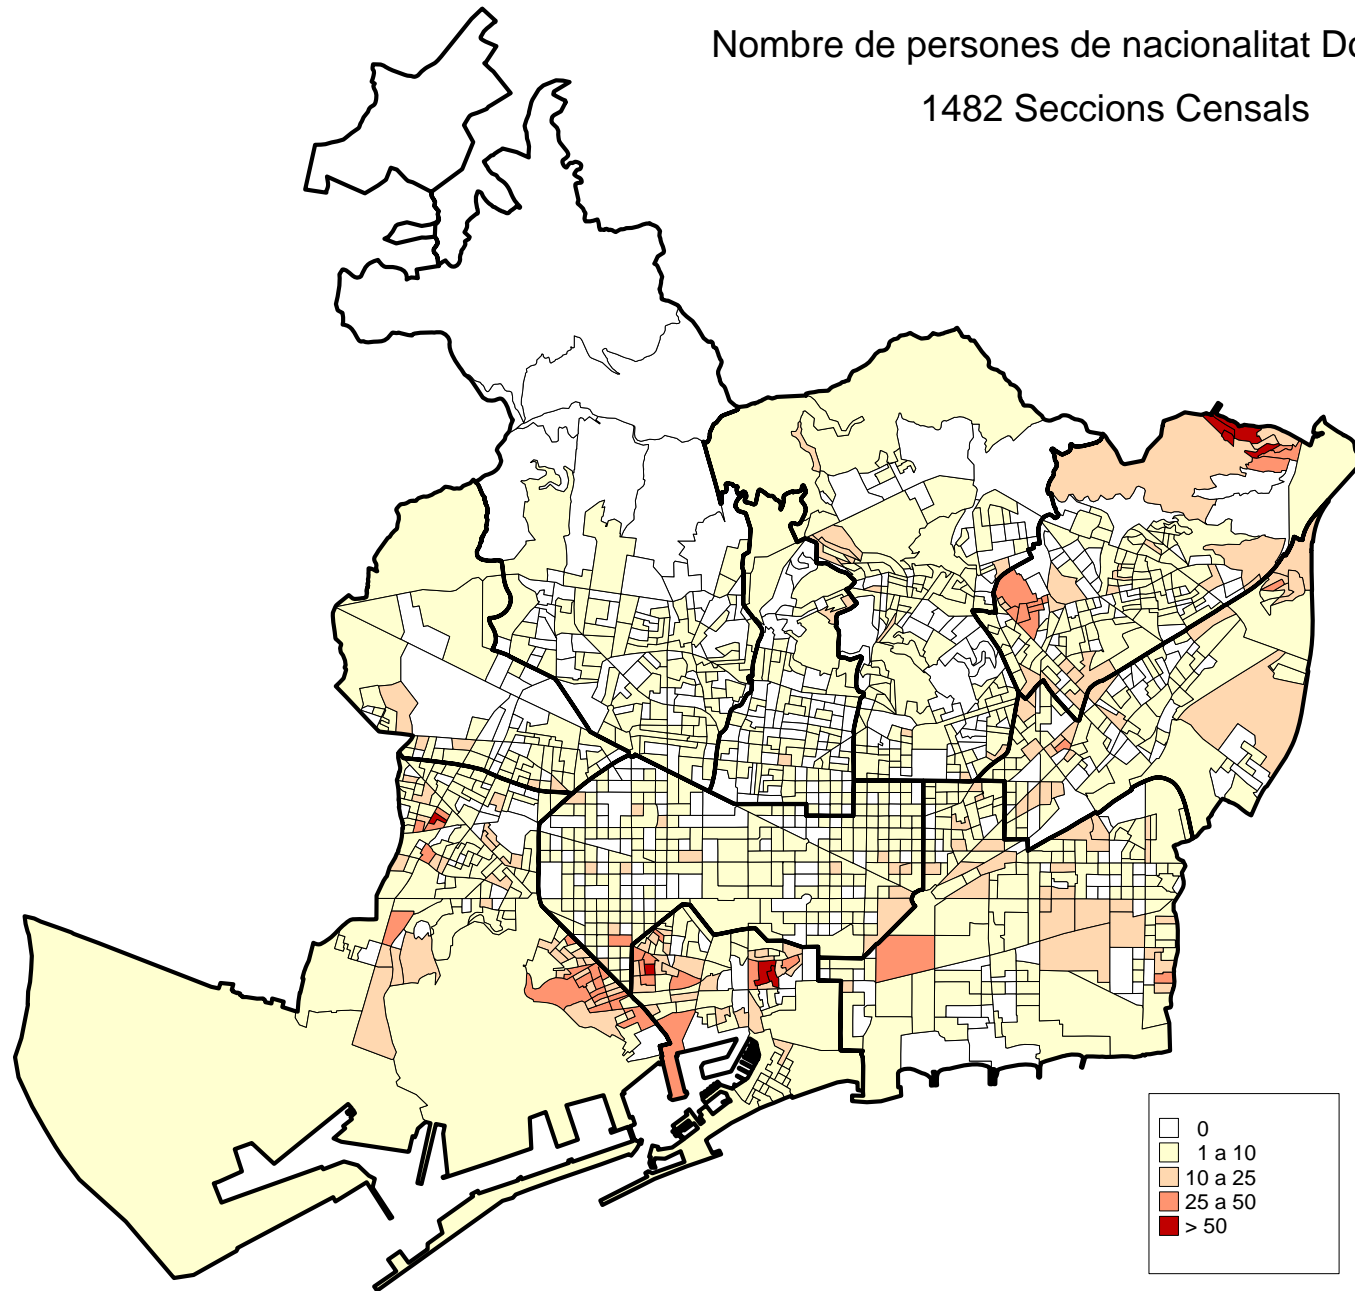 Nombre de persones de nacionalitat
1482 Seccions Censals
0
1 a 10
10 a 25
25 a 50
> 50